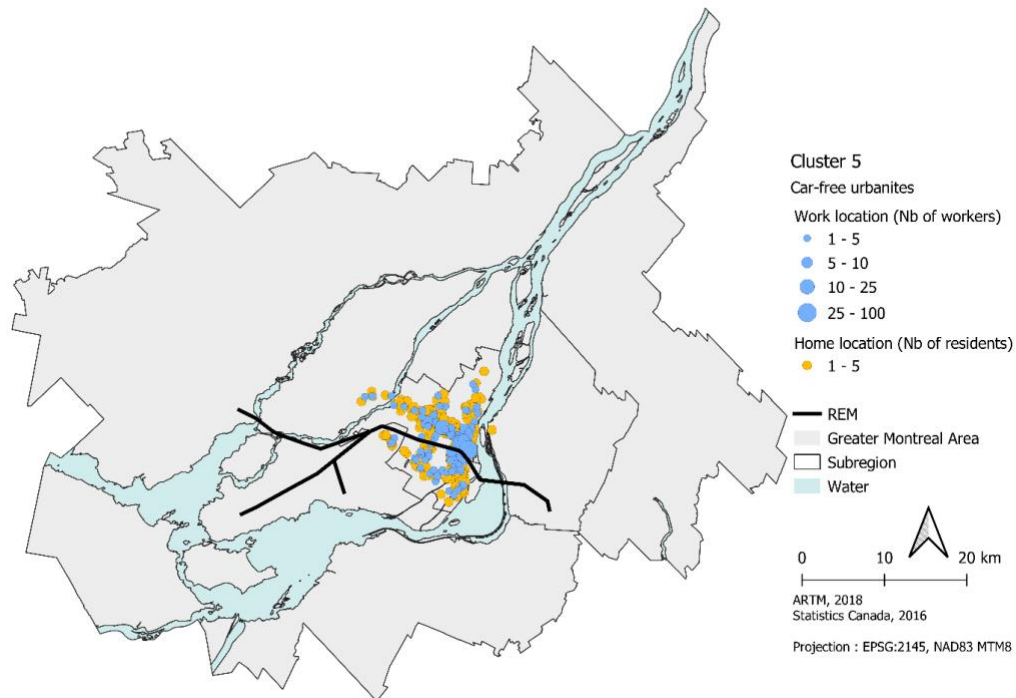 Cluster 5
Car-free urbanites
Work location (Nb of workers)
1 - 5
5 - 10
10 - 25
25 - 100
Home location (Nb of residents)
1 - 5
REM
Greater Montreal Area
Subregion
Water
0 10 20 km
ARTM, 2018
Statistics Canada, 2016
Projection : EPSG:2145, NAD83 MTM8